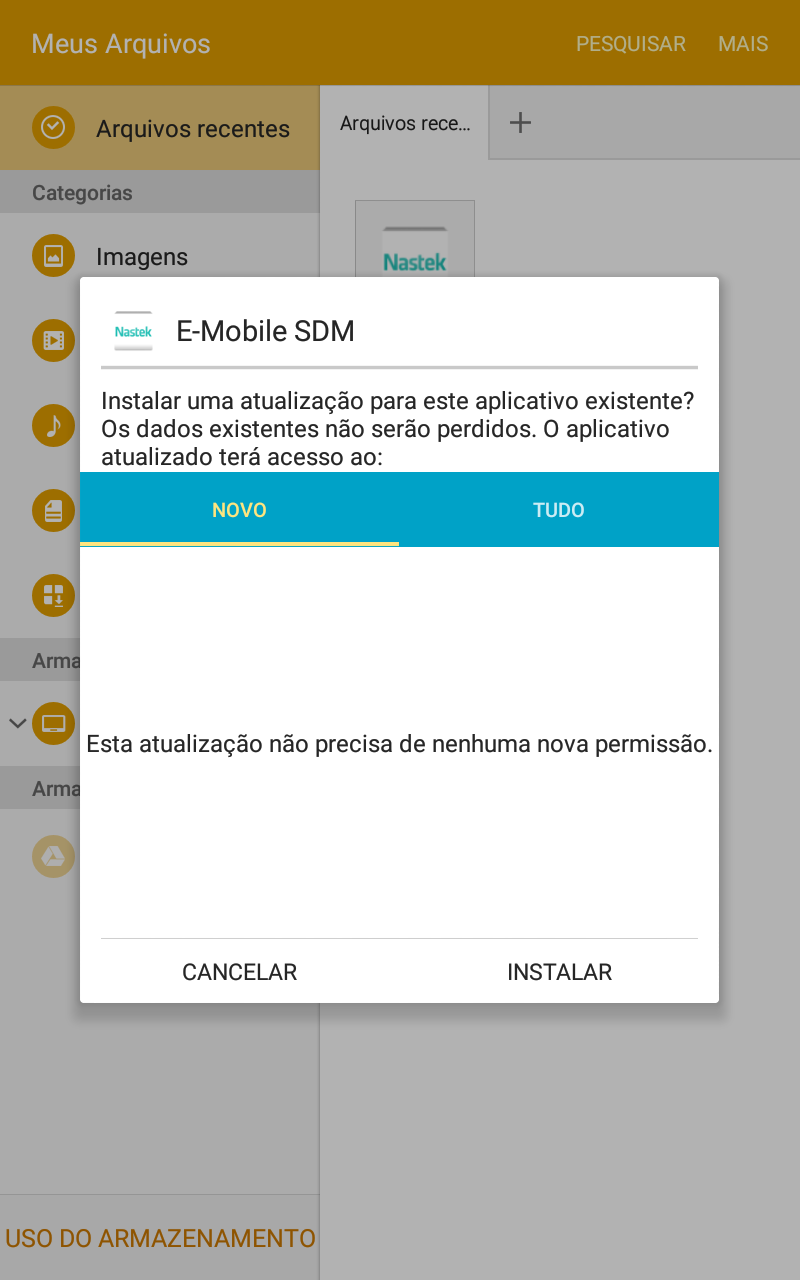 Meus Arquivos
PESQUISAR
MAIS
Arquivos recentes
Arquivos rece...
Categorias
Imagens
Nastek
Nastek
E-Mobile SDM
Instalar uma atualização para este aplicativo existente?
Os dados existentes não serão perdidos. O aplicativo
atualizado terá acesso ao:
NOVO
TUDO
Arma
Esta atualização não precisa de nenhuma nova permissão.
Arma
CANCELAR
INSTALAR
USO DO ARMAZENAMENTO